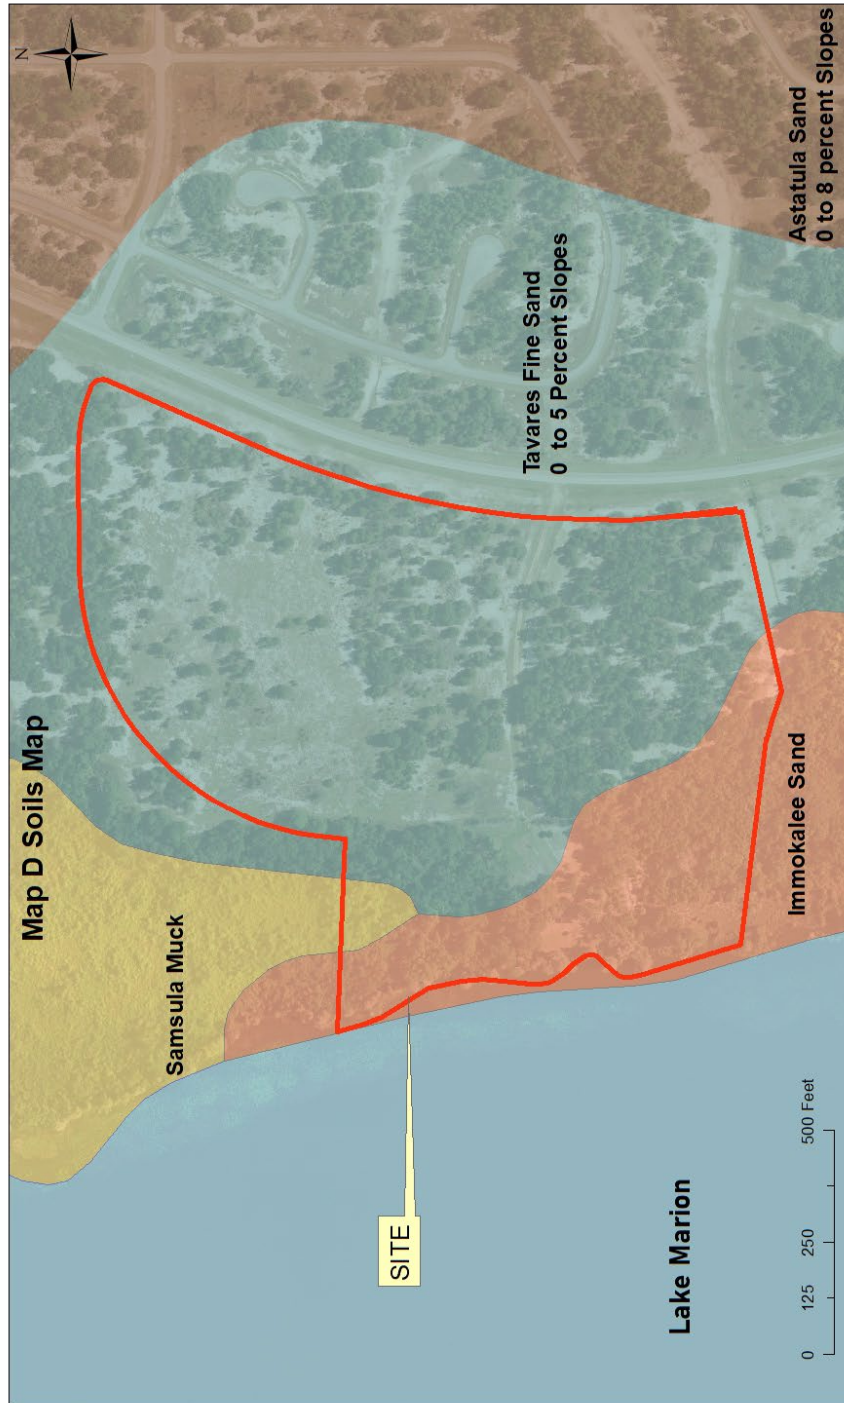 Map D Soils Map
N
Samsula Muck
SITE
Tavares Fine Sand
0 to 5 Percent Slopes
Astatula Sand
0 to 8 percent Slopes
Immokalee Sand
Lake Marion
0 125 250 500 Feet